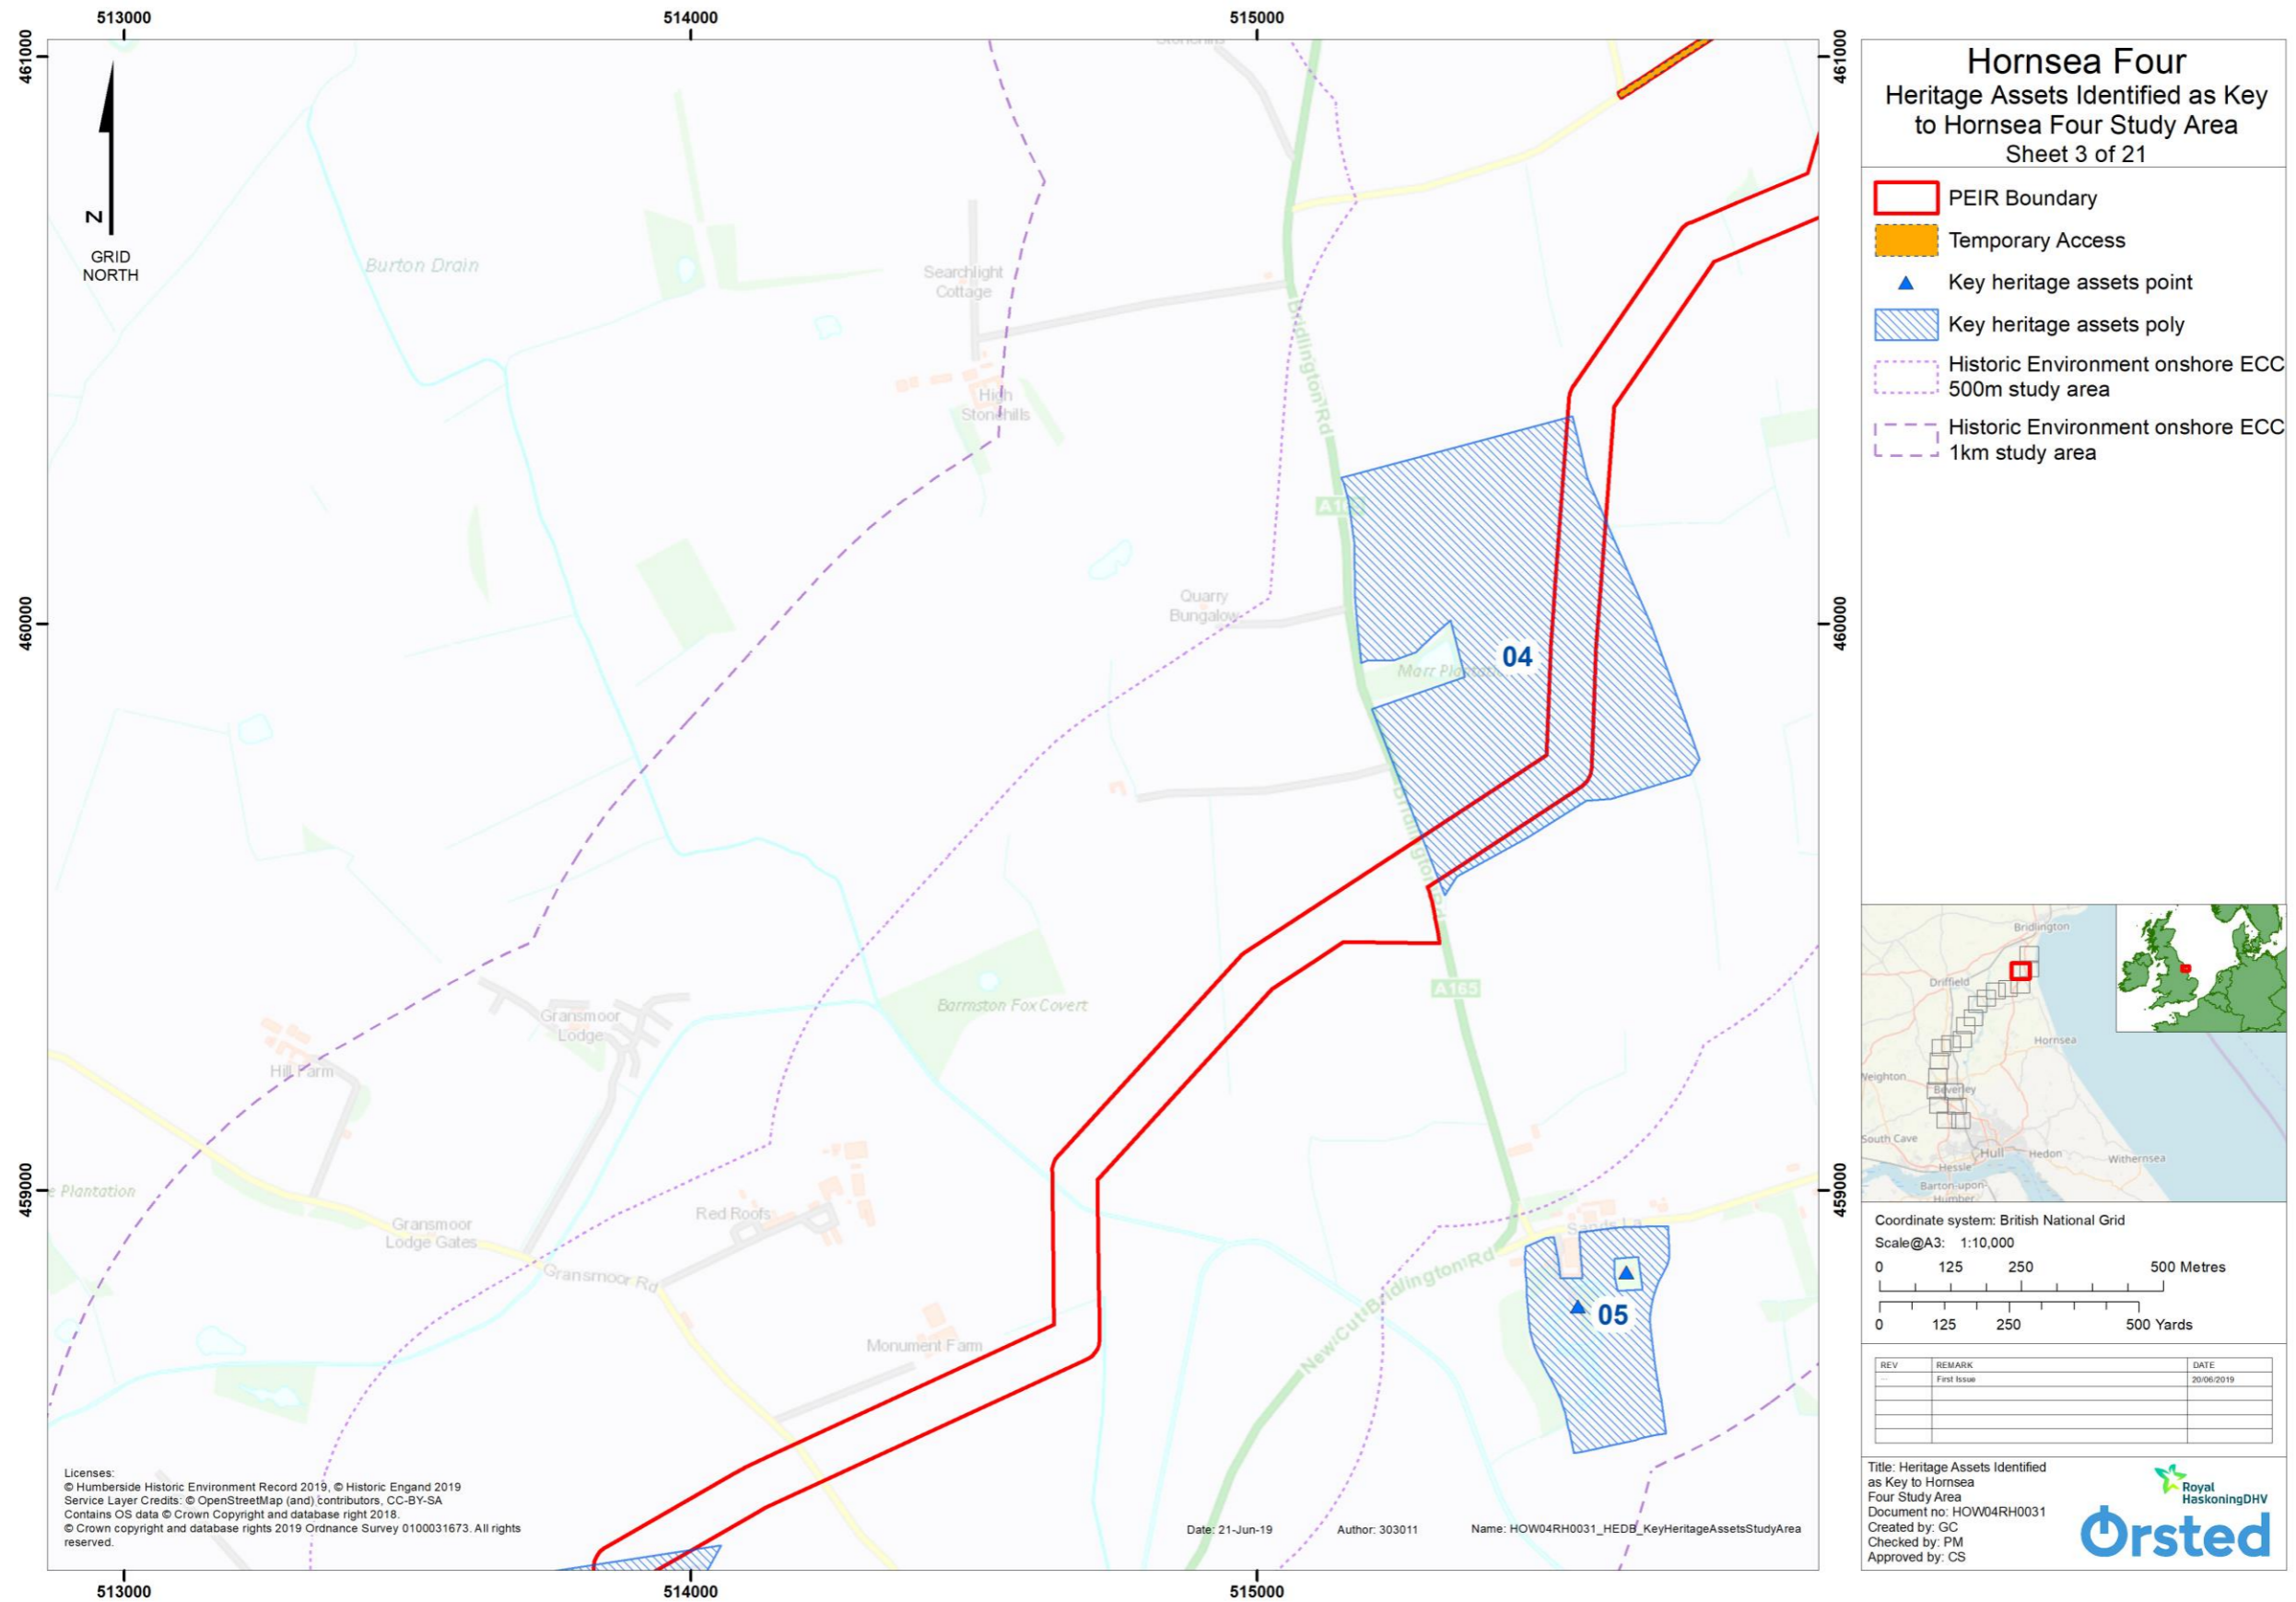 513000
514000
515000
461000
461000
460000
460000
459000
459000
513000
514000
515000
N
GRID
NORTH
Burton Drain
Searchlight
Cottage
High
Stonehills
Bridlington Rd
Quarry
Bungalow
04
Bridlington Rd
Barmston Fox Covert
A165
Gransmoor
Lodge
Hill Farm
e Plantation
Gransmoor
Lodge Gates
Red Roofs
Gransmoor Rd
Monument Farm
New Cut
Bridlington Rd
05
Licenses:
© Humberside Historic Environment Record 2019, © Historic Engand 2019
Service Layer Credits: © OpenStreetMap (and) contributors, CC-BY-SA
Contains OS data © Crown Copyright and database right 2018.
© Crown copyright and database rights 2019 Ordnance Survey 0100031673. All rights
reserved.
Date: 21-Jun-19
Author: 303011
Name: HOW04RH0031_HEDB_KeyHeritageAssetsStudyArea
Hornsea Four
Heritage Assets Identified as Key
to Hornsea Four Study Area
Sheet 3 of 21
PEIR Boundary
Temporary Access
Key heritage assets point
Key heritage assets poly
Historic Environment onshore ECC
500m study area
Historic Environment onshore ECC
1km study area
Bridlington
Driffield
Hornsea
Weighton
Beverley
South Cave
Hull
Hedon
Withernsea
Hessle
Barton-upon-
Humber
Coordinate system: British National Grid
Scale@A3: 1:10,000
0 125 250 500 Metres
0 125 250 500 Yards
REV REMARK DATE
-- First Issue 20/06/2019
Title: Heritage Assets Identified
as Key to Hornsea
Four Study Area
Document no: HOW04RH0031
Created by: GC
Checked by: PM
Approved by: CS
Royal
HaskoningDHV
Orsted